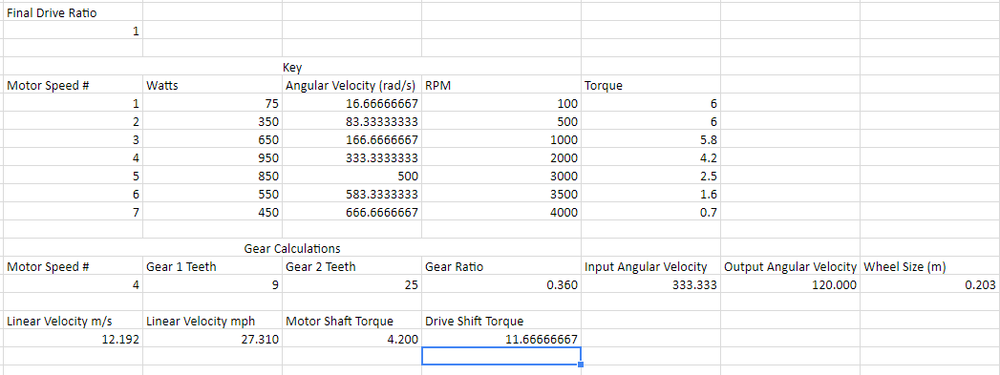 Final Drive Ratio
1
Key
Motor Speed # Watts Angular Velocity (rad/s) RPM Torque
1 75 16.66666667 100 6
2 350 83.33333333 500 6
3 650 166.6666667 1000 5.8
4 950 333.3333333 2000 4.2
5 850 500 3000 2.5
6 550 583.3333333 3500 1.6
7 450 666.6666667 4000 0.7
Gear Calculations
Motor Speed # Gear 1 Teeth Gear 2 Teeth Gear Ratio Input Angular Velocity Output Angular Velocity Wheel Size (m)
4 9 25 0.360 333.333 120.000 0.203
Linear Velocity m/s Linear Velocity mph Motor Shaft Torque Drive Shift Torque
12.192 27.310 4.200 11.66666667